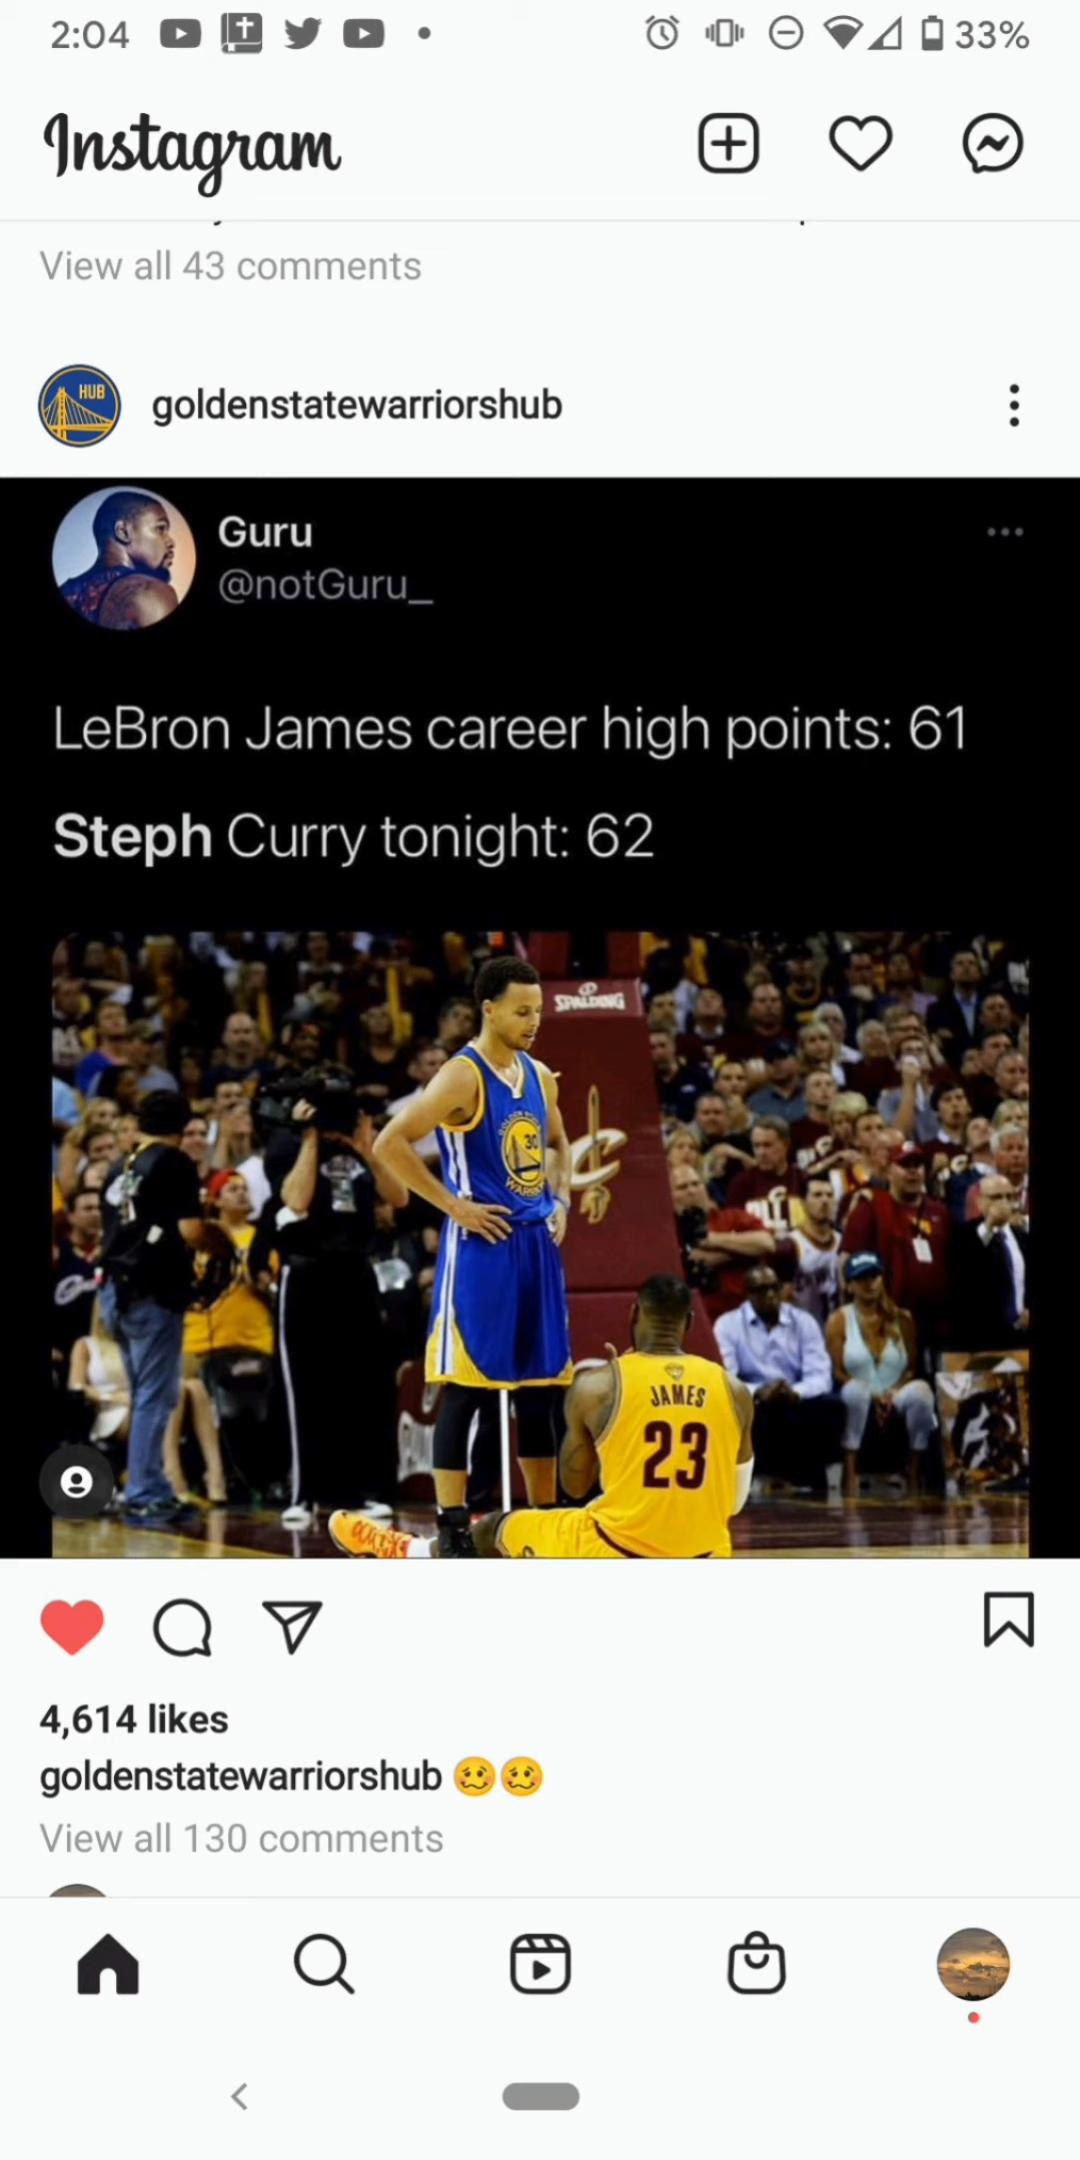 2:04
33%
Instagram
View all 43 comments
HUB
goldenstatewarriorshub
Guru
@notGuru_
LeBron James career high points: 61
Steph Curry tonight: 62
SPALDING
30
JAMES
23
4,614 likes
goldenstatewarriorshub 🥴🥴
View all 130 comments